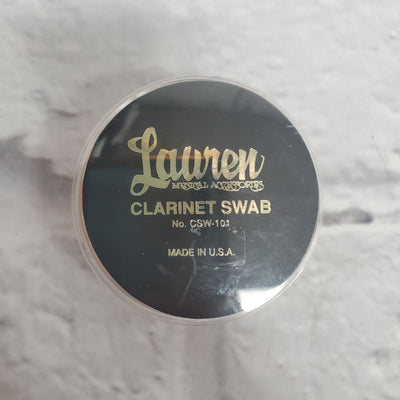 Lauren
MUSICAL ACCESSORIES
CLARINET SWAB
No. CSW-101
MADE IN U.S.A.